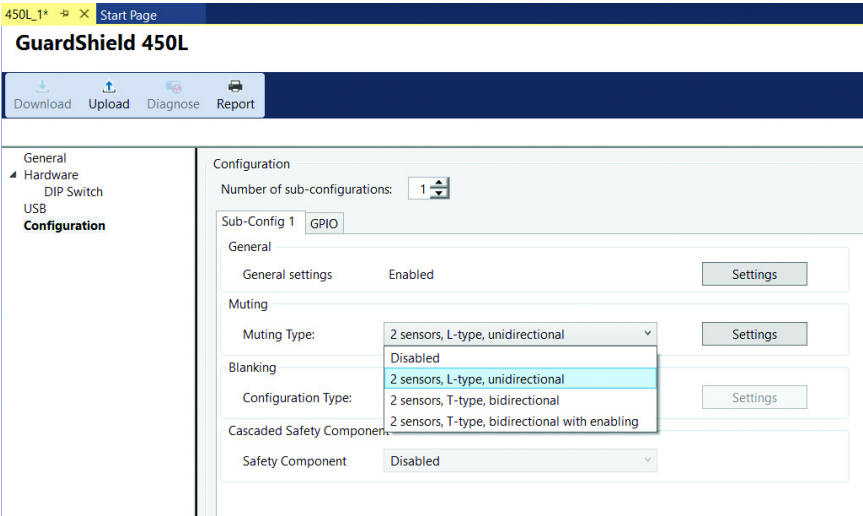 450L_1* Start Page
GuardShield 450L
Download Upload Diagnose Report
General
Hardware
DIP Switch
USB
Configuration
Configuration
Number of sub-configurations: 1
Sub-Config 1 GPIO
General
General settings Enabled Settings
Muting
Muting Type: 2 sensors, L-type, unidirectional Settings
Disabled
Blanking
2 sensors, L-type, unidirectional
Configuration Type: 2 sensors, T-type, bidirectional Settings
2 sensors, T-type, bidirectional with enabling
Cascaded Safety Component
Safety Component Disabled